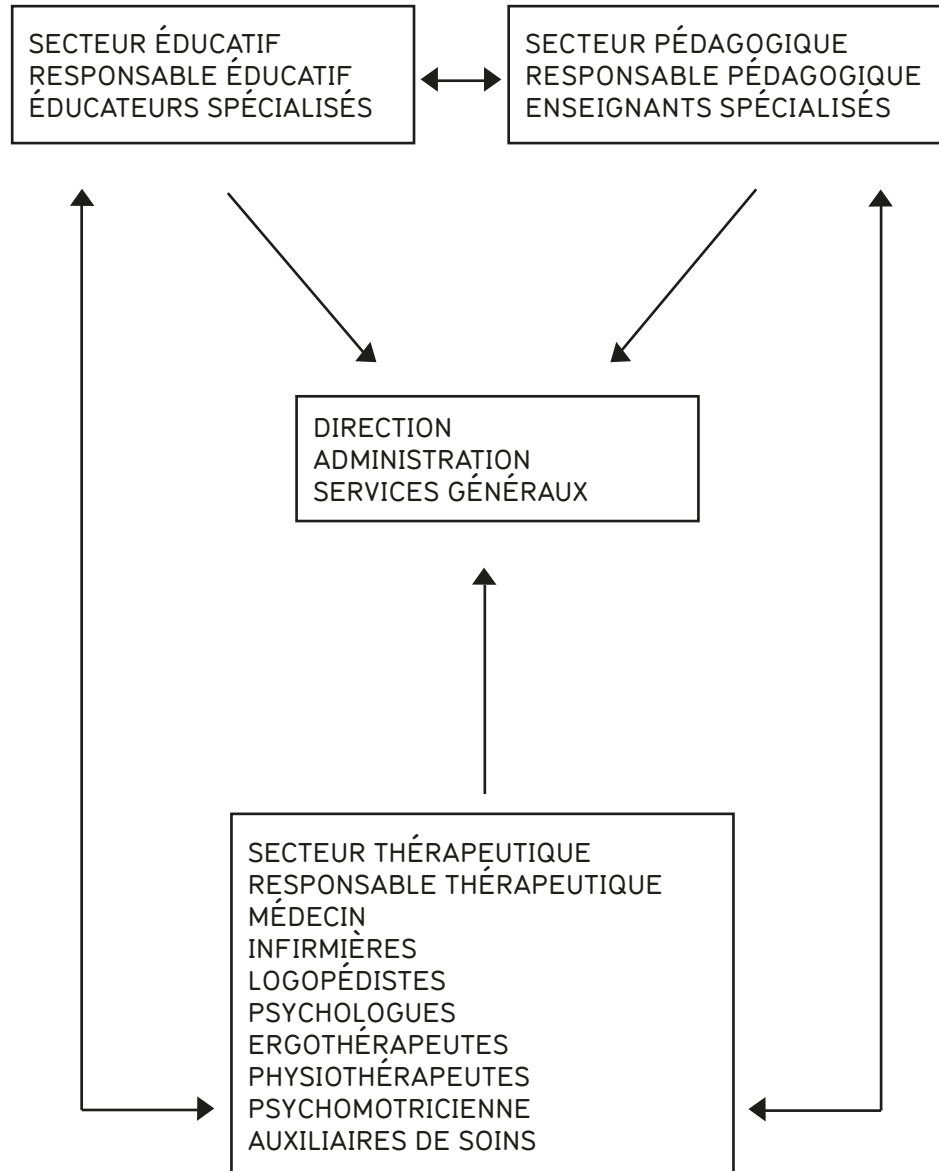 SECTEUR ÉDUCATIF
RESPONSABLE ÉDUCATIF
ÉDUCATEURS SPÉCIALISÉS
SECTEUR PÉDAGOGIQUE
RESPONSABLE PÉDAGOGIQUE
ENSEIGNANTS SPÉCIALISÉS
DIRECTION
ADMINISTRATION
SERVICES GÉNÉRAUX
SECTEUR THÉRAPEUTIQUE
RESPONSABLE THÉRAPEUTIQUE
MÉDECIN
INFIRMIÈRES
LOGOPÉDISTES
PSYCHOLOGUES
ERGOTHÉRAPEUTES
PHYSIOTHÉRAPEUTES
PSYCHOMOTRICIENNE
AUXILIAIRES DE SOINS